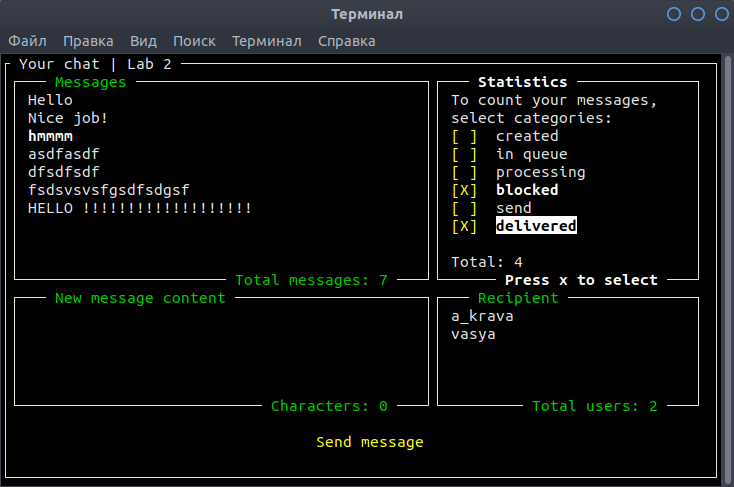 Терминал
Файл Правка Вид Поиск Терминал Справка
Your chat | Lab 2
Messages
Hello
Nice job!
hmmmm
asdfasdf
dfsdfsdf
fsdsvsvsfgsdfsdgsf
HELLO !!!!!!!!!!!!!!!!!!!
Total messages: 7
Statistics
To count your messages,
select categories:
[ ] created
[ ] in queue
[ ] processing
[X] blocked
[ ] send
[X] delivered
Total: 4
Press x to select
New message content
Characters: 0
Recipient
a_krava
vasya
Total users: 2
Send message